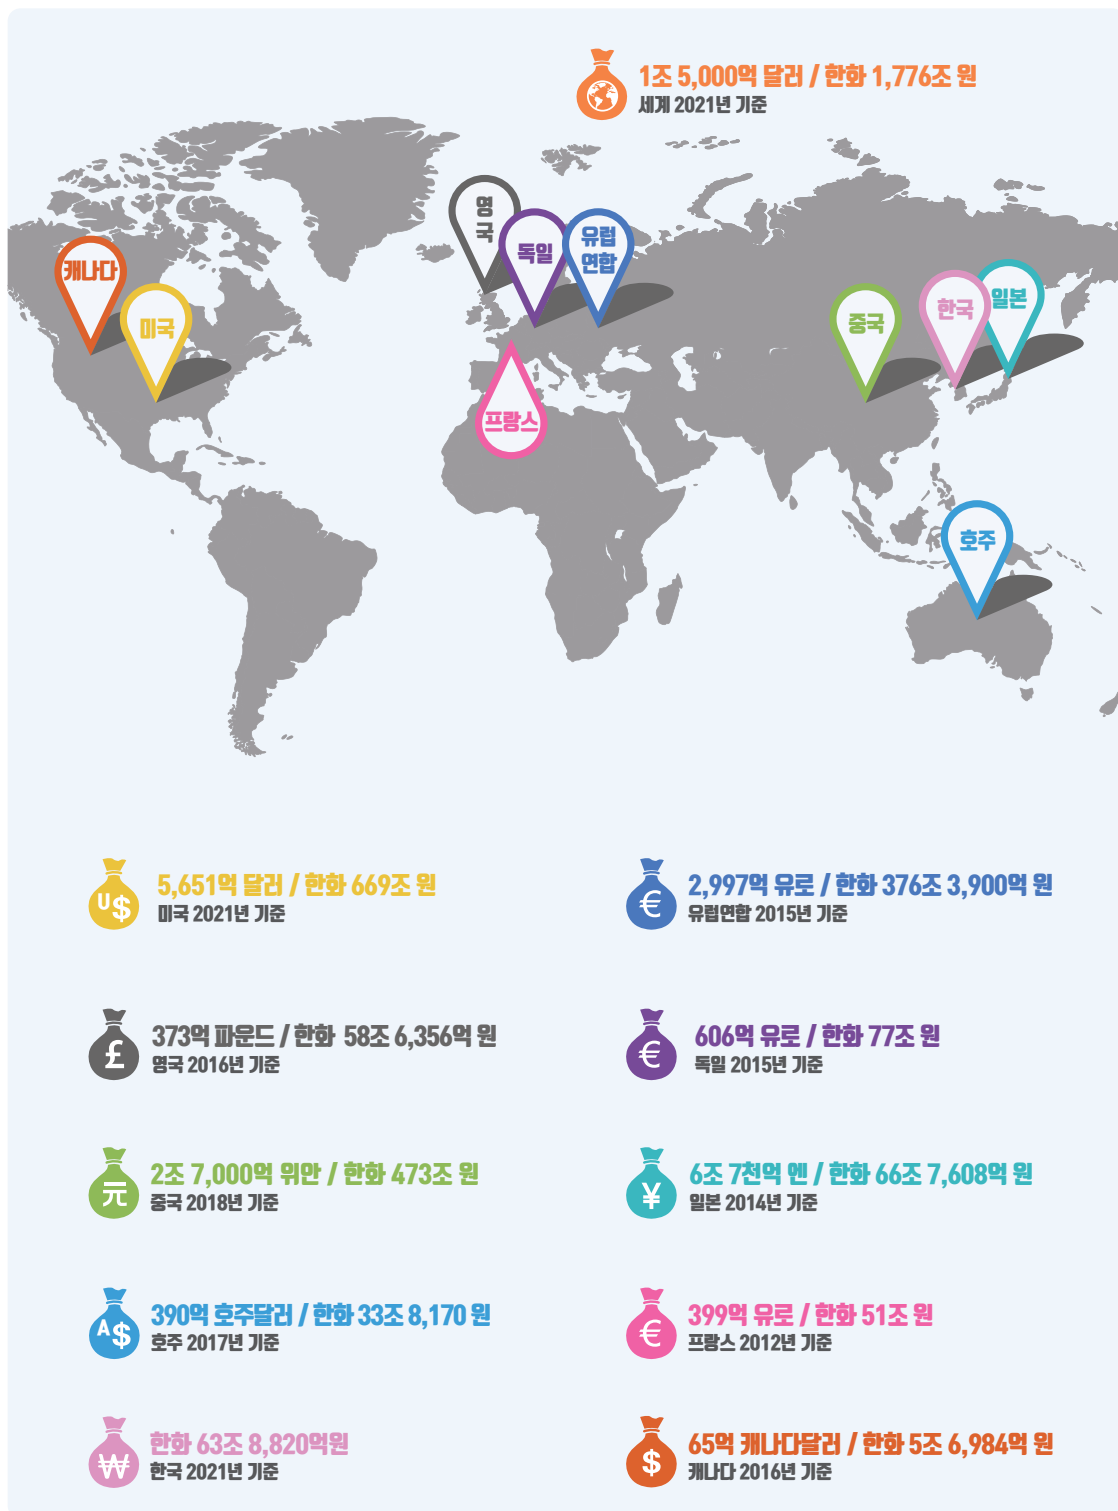 1조 5,000억 달러 / 한화 1,776조 원
세계 2021년 기준
영
국
독일
유럽
연합
캐나다
미국
중국
한국
일본
프랑스
호주
U$
5,651억 달러 / 한화 669조 원
미국 2021년 기준
€
2,997억 유로 / 한화 376조 3,900억 원
유럽연합 2015년 기준
£
373억 파운드 / 한화 58조 6,356억 원
영국 2016년 기준
€
606억 유로 / 한화 77조 원
독일 2015년 기준
元
2조 7,000억 위안 / 한화 473조 원
중국 2018년 기준
¥
6조 7천억 엔 / 한화 66조 7,608억 원
일본 2014년 기준
A$
390억 호주달러 / 한화 33조 8,170 원
호주 2017년 기준
€
399억 유로 / 한화 51조 원
프랑스 2012년 기준
₩
한화 63조 8,820억원
한국 2021년 기준
$
65억 캐나다달러 / 한화 5조 6,984억 원
캐나다 2016년 기준